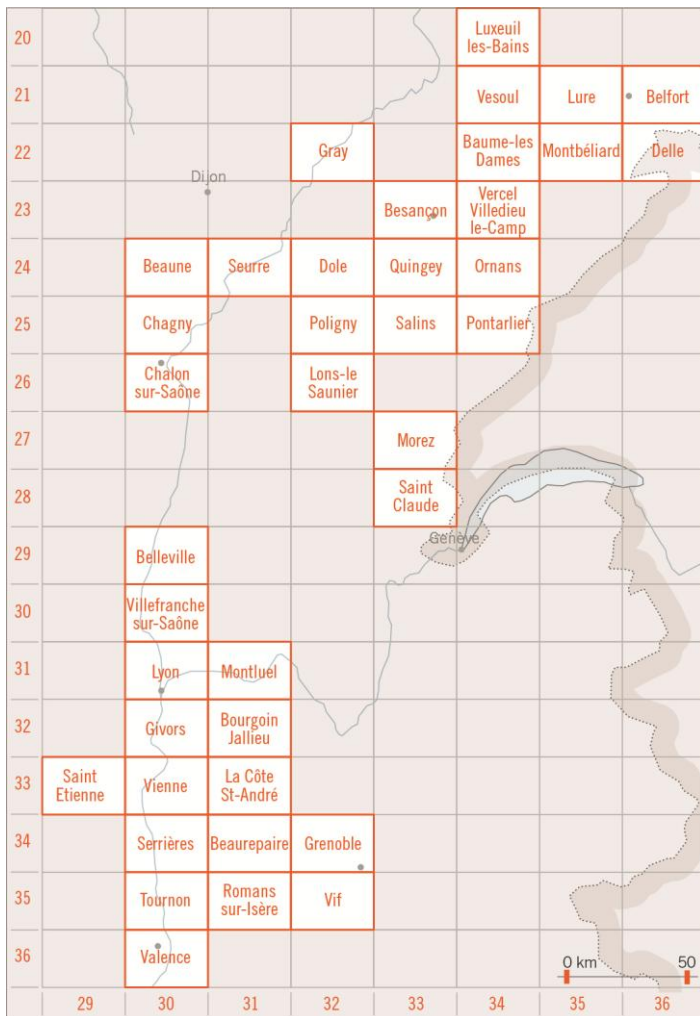 20
Luxeuil
les-Bains
21
Vesoul
Lure
Belfort
22
Gray
Baume-les
Dames
Montbéliard
Delle
Dijon
23
Besançon
Vercel
Villedieu
le-Camp
24
Beaune
Seurre
Dole
Quingey
Ornans
25
Chagny
Poligny
Salins
Pontarlier
26
Chalon
sur-Saône
Lons-le
Saunier
27
Morez
28
Saint
Claude
Genève
29
Belleville
30
Villefranche
sur-Saône
31
Lyon
Montluel
32
Givors
Bourgoin
Jallieu
33
Saint
Etienne
Vienne
La Côte
St-André
34
Serrières
Beaurepaire
Grenoble
35
Tournon
Romans
sur-Isère
Vif
36
Valence
0 km 50
29 30 31 32 33 34 35 36